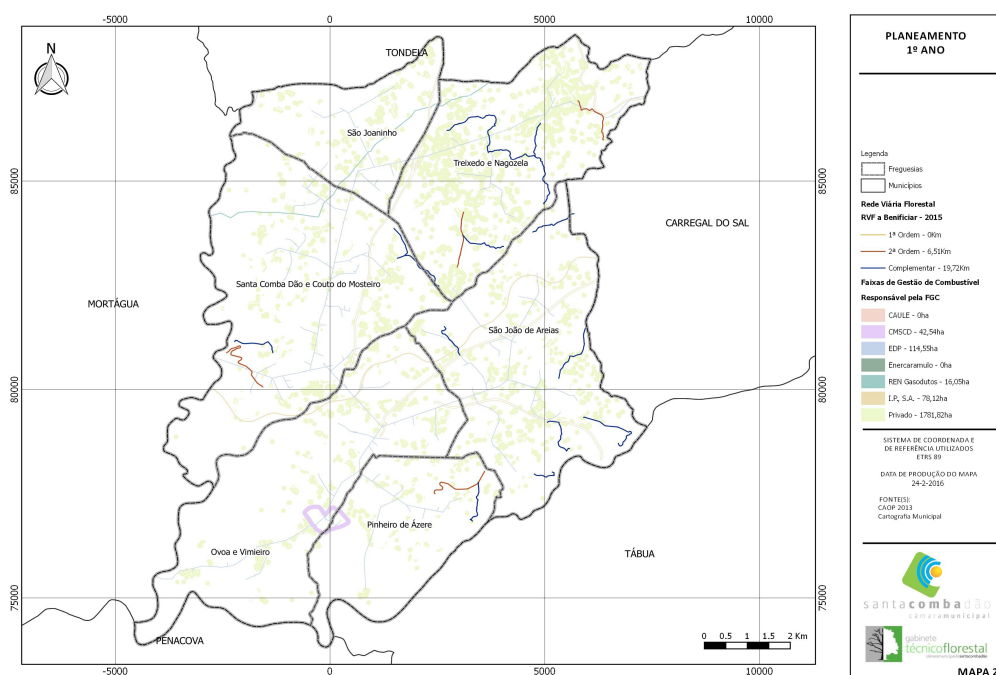 -5000 0 5000 10000
N
TONDELA
São Joaninho
Treixedo e Nagozela
85000 85000
CARREGAL DO SAL
Santa Comba Dão e Couto do Mosteiro
MORTÁGUA
São João de Areias
80000 80000
Pinheiro de Ázere
Ovoa e Vimieiro
TÁBUA
75000 75000
PENACOVA
0 0.5 1 1.5 2 Km
-5000 0 5000 10000
PLANEAMENTO
1º ANO
Legenda
Freguesias
Municípios
Rede Viária Florestal
RVF a Benificiar - 2015
1ª Ordem - 0Km
2ª Ordem - 6,51Km
Complementar - 19,72Km
Faixas de Gestão de Combustível
Responsável pela FGC
CAULE - 0ha
CMSCD - 42,54ha
EDP - 114,55ha
Enercaramulo - 0ha
REN Gasodutos - 16,05ha
I.P., S.A. - 78,12ha
Privado - 1781,82ha
SISTEMA DE COORDENADA E
DE REFERÊNCIA UTILIZADOS
ETRS 89
DATA DE PRODUÇÃO DO MAPA
24-2-2016
FONTE(S):
CAOP 2013
Cartografia Municipal
santacombadão
câmaramunicipal
gabinete
técnicoflorestal
MAPA 2